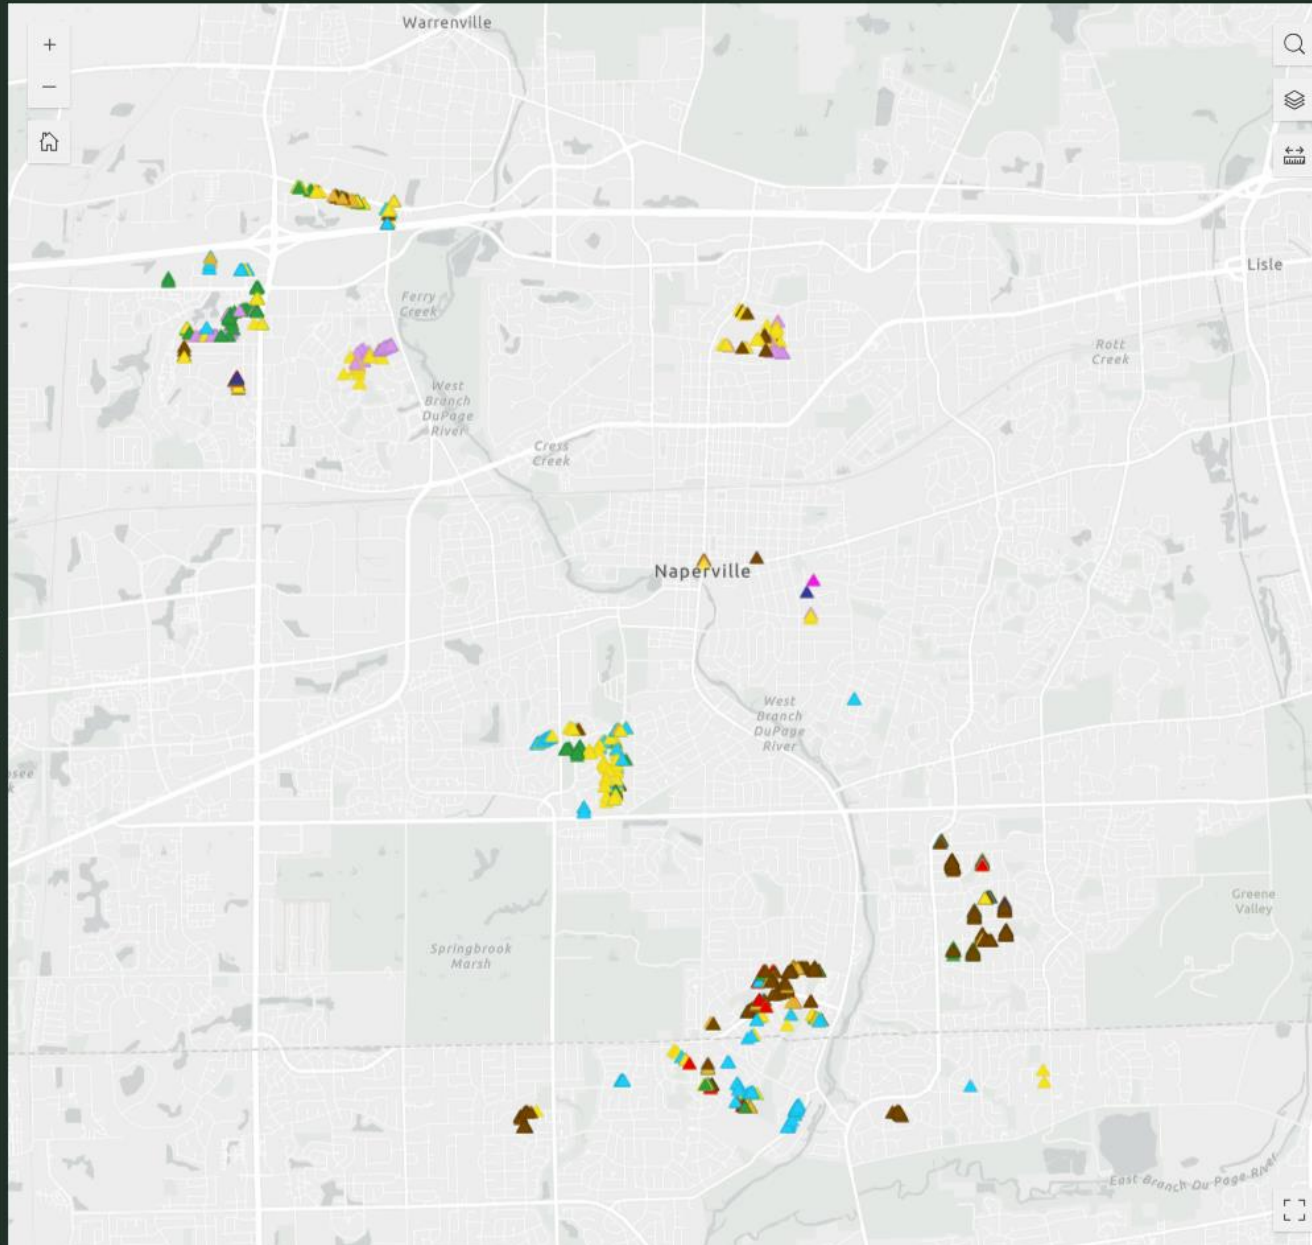 Warrenville
Lisle
Ferry
Creek
Rott
Creek
West
Branch
DuPage
River
Cress
Creek
Naperville
West
Branch
DuPage
River
Greene
Valley
Springbrook
Marsh
East Branch Du Page River